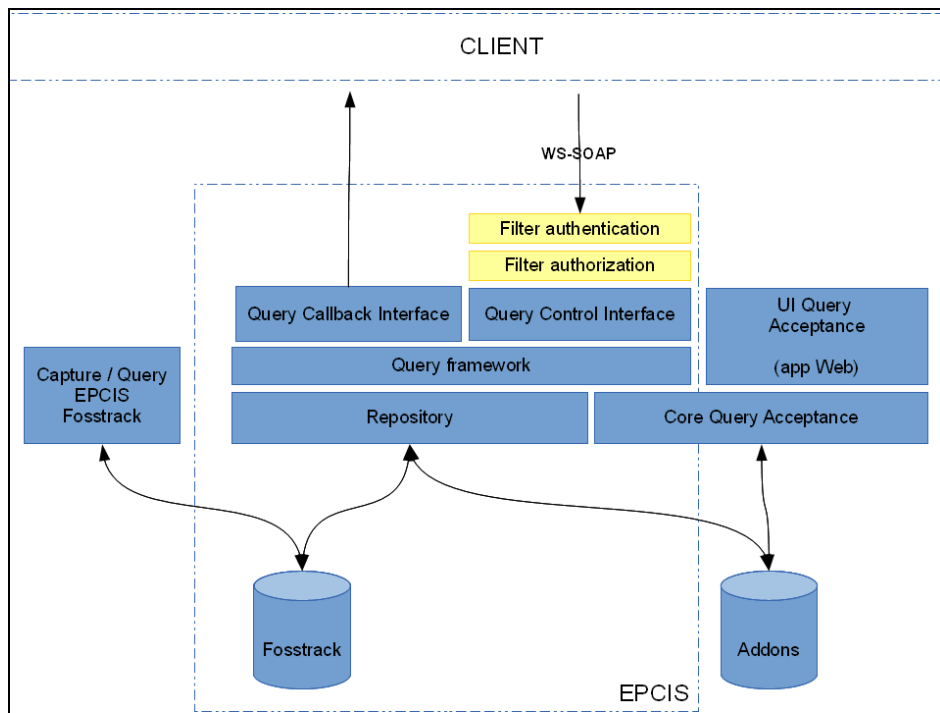 CLIENT
WS-SOAP
Filter authentication
Filter authorization
Query Callback Interface
Query Control Interface
UI Query
Acceptance
(app Web)
Query framework
Capture / Query
EPCIS
Fosstrack
Repository
Core Query Acceptance
Fosstrack
Addons
EPCIS